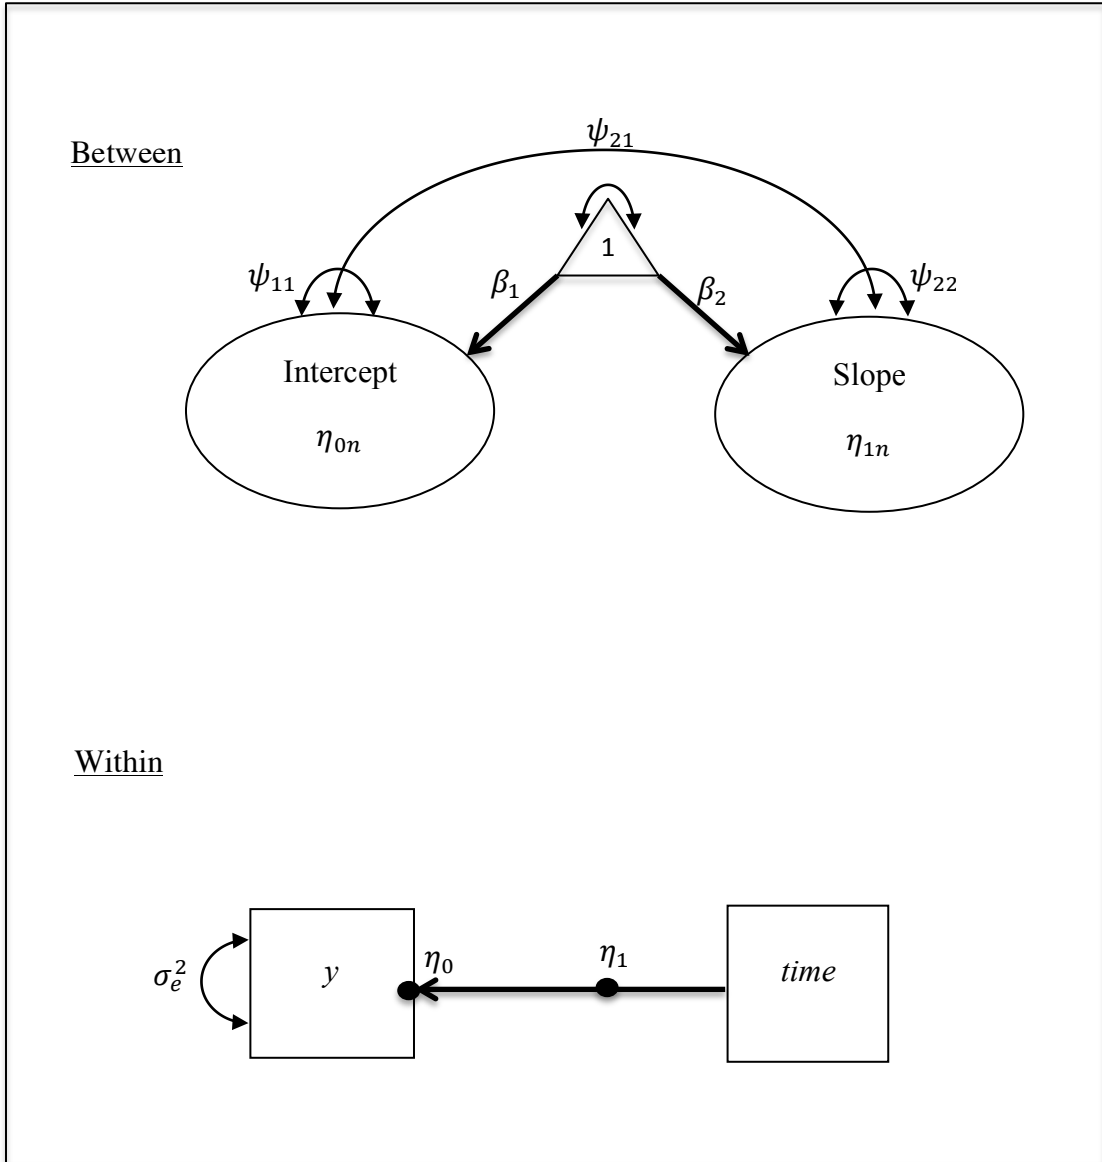 ψ₂₁
Between
1
ψ₁₁
β₁
β₂
ψ₂₂
Intercept
Slope
η₀ₙ
η₁ₙ
Within
η₀
η₁
σₑ²
y
time